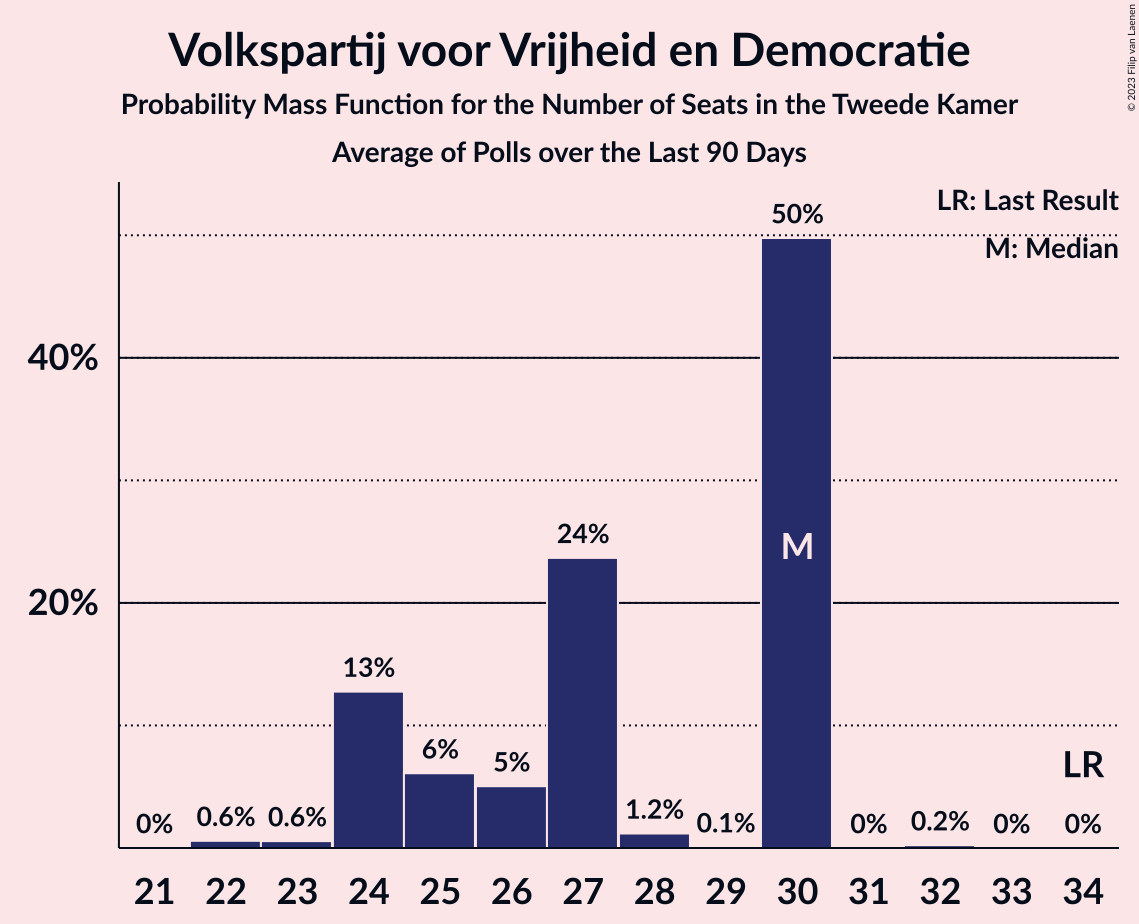 Volkspartij voor Vrijheid en Democratie
Probability Mass Function for the Number of Seats in the Tweede Kamer
Average of Polls over the Last 90 Days
© 2023 Filip van Laenen
LR: Last Result
M: Median
40%
20%
0%
0.6%
0.6%
13%
6%
5%
24%
1.2%
0.1%
50%
M
0%
0.2%
0%
0%
LR
21 22 23 24 25 26 27 28 29 30 31 32 33 34